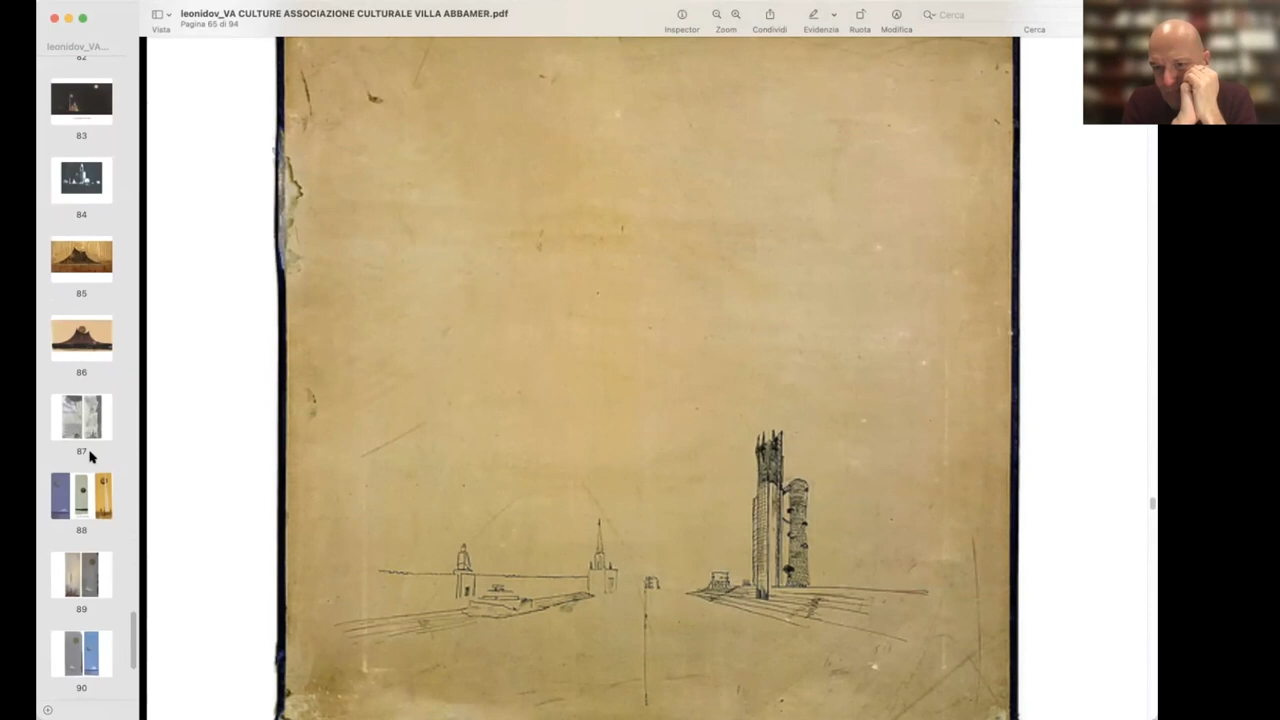 leonidov_VA CULTURE ASSOCIAZIONE CULTURALE VILLA ABBAMER.pdf
Pagina 65 di 94
Vista
Inspector
Zoom
Condividi
Evidenzia
Ruota
Modifica
Cerca
Cerca
leonidov_VA...
82
83
84
85
86
87
88
89
90